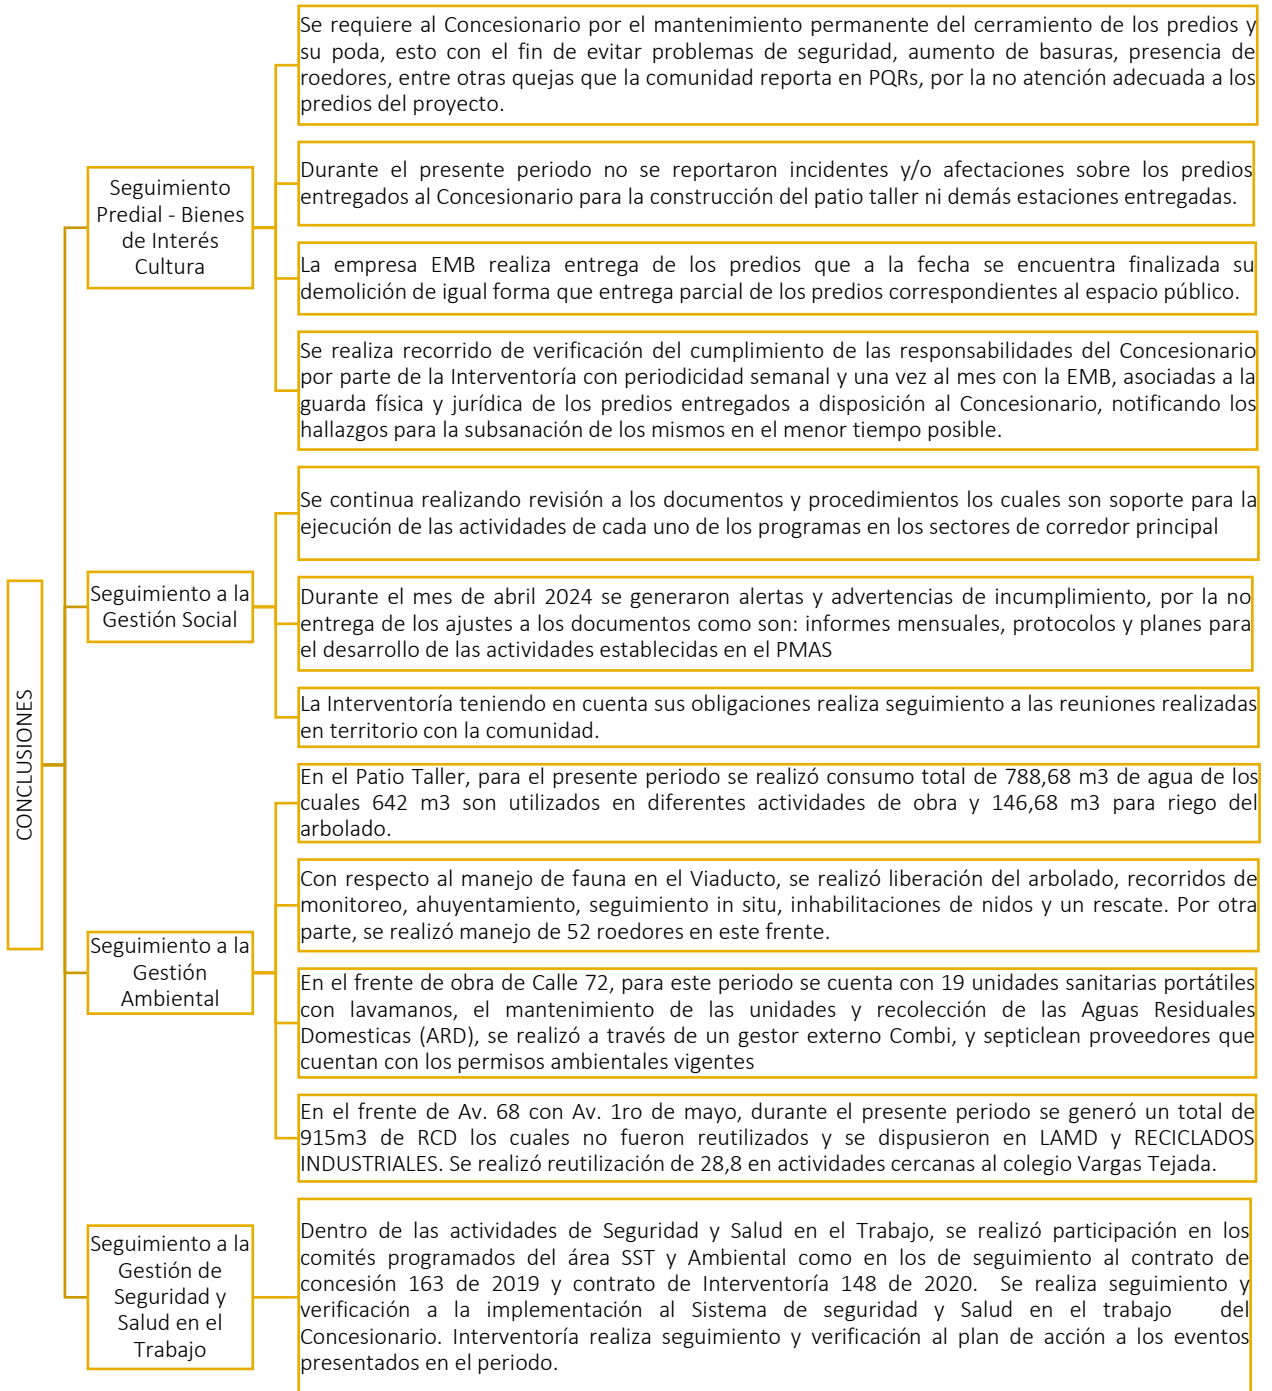 CONCLUSIONES
Seguimiento
Predial - Bienes
de Interés
Cultura
Se requiere al Concesionario por el mantenimiento permanente del cerramiento de los predios y
su poda, esto con el fin de evitar problemas de seguridad, aumento de basuras, presencia de
roedores, entre otras quejas que la comunidad reporta en PQRs, por la no atención adecuada a los
predios del proyecto.
Durante el presente periodo no se reportaron incidentes y/o afectaciones sobre los predios
entregados al Concesionario para la construcción del patio taller ni demás estaciones entregadas.
La empresa EMB realiza entrega de los predios que a la fecha se encuentra finalizada su
demolición de igual forma que entrega parcial de los predios correspondientes al espacio público.
Se realiza recorrido de verificación del cumplimiento de las responsabilidades del Concesionario
por parte de la Interventoría con periodicidad semanal y una vez al mes con la EMB, asociadas a la
guarda física y jurídica de los predios entregados a disposición al Concesionario, notificando los
hallazgos para la subsanación de los mismos en el menor tiempo posible.
Seguimiento a la
Gestión Social
Se continua realizando revisión a los documentos y procedimientos los cuales son soporte para la
ejecución de las actividades de cada uno de los programas en los sectores de corredor principal
Durante el mes de abril 2024 se generaron alertas y advertencias de incumplimiento, por la no
entrega de los ajustes a los documentos como son: informes mensuales, protocolos y planes para
el desarrollo de las actividades establecidas en el PMAS
La Interventoría teniendo en cuenta sus obligaciones realiza seguimiento a las reuniones realizadas
en territorio con la comunidad.
Seguimiento a la
Gestión
Ambiental
En el Patio Taller, para el presente periodo se realizó consumo total de 788,68 m3 de agua de los
cuales 642 m3 son utilizados en diferentes actividades de obra y 146,68 m3 para riego del
arbolado.
Con respecto al manejo de fauna en el Viaducto, se realizó liberación del arbolado, recorridos de
monitoreo, ahuyentamiento, seguimiento in situ, inhabilitaciones de nidos y un rescate. Por otra
parte, se realizó manejo de 52 roedores en este frente.
En el frente de obra de Calle 72, para este periodo se cuenta con 19 unidades sanitarias portátiles
con lavamanos, el mantenimiento de las unidades y recolección de las Aguas Residuales
Domesticas (ARD), se realizó a través de un gestor externo Combi, y septiclean proveedores que
cuentan con los permisos ambientales vigentes
En el frente de Av. 68 con Av. 1ro de mayo, durante el presente periodo se generó un total de
915m3 de RCD los cuales no fueron reutilizados y se dispusieron en LAMD y RECICLADOS
INDUSTRIALES. Se realizó reutilización de 28,8 en actividades cercanas al colegio Vargas Tejada.
Seguimiento a la
Gestión de
Seguridad y
Salud en el
Trabajo
Dentro de las actividades de Seguridad y Salud en el Trabajo, se realizó participación en los
comités programados del área SST y Ambiental como en los de seguimiento al contrato de
concesión 163 de 2019 y contrato de Interventoría 148 de 2020. Se realiza seguimiento y
verificación a la implementación al Sistema de seguridad y Salud en el trabajo del
Concesionario. Interventoría realiza seguimiento y verificación al plan de acción a los eventos
presentados en el periodo.